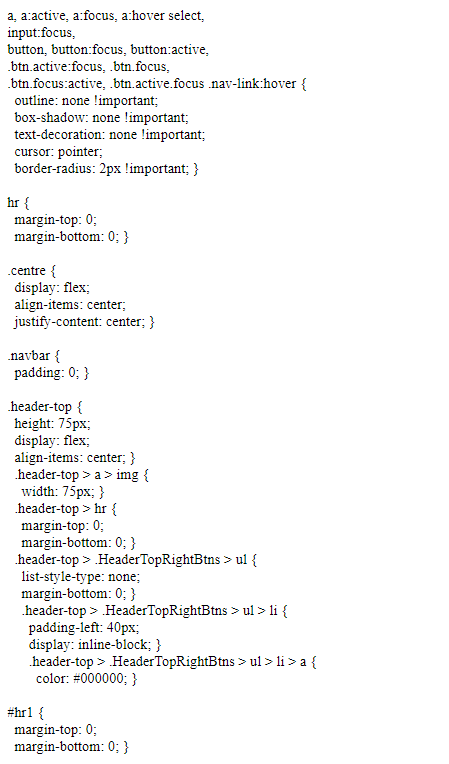 a, a:active, a:focus, a:hover select,
input:focus,
button, button:focus, button:active,
.btn.active:focus, .btn.focus,
.btn.focus:active, .btn.active.focus .nav-link:hover {
  outline: none !important;
  box-shadow: none !important;
  text-decoration: none !important;
  cursor: pointer;
  border-radius: 2px !important; }

hr {
  margin-top: 0;
  margin-bottom: 0; }

.centre {
  display: flex;
  align-items: center;
  justify-content: center; }

.navbar {
  padding: 0; }

.header-top {
  height: 75px;
  display: flex;
  align-items: center; }
  .header-top > a > img {
    width: 75px; }
  .header-top > hr {
    margin-top: 0;
    margin-bottom: 0; }
  .header-top > .HeaderTopRightBtns > ul {
    list-style-type: none;
    margin-bottom: 0; }
    .header-top > .HeaderTopRightBtns > ul > li {
      padding-left: 40px;
      display: inline-block; }
      .header-top > .HeaderTopRightBtns > ul > li > a {
        color: #000000; }

#hr1 {
  margin-top: 0;
  margin-bottom: 0; }